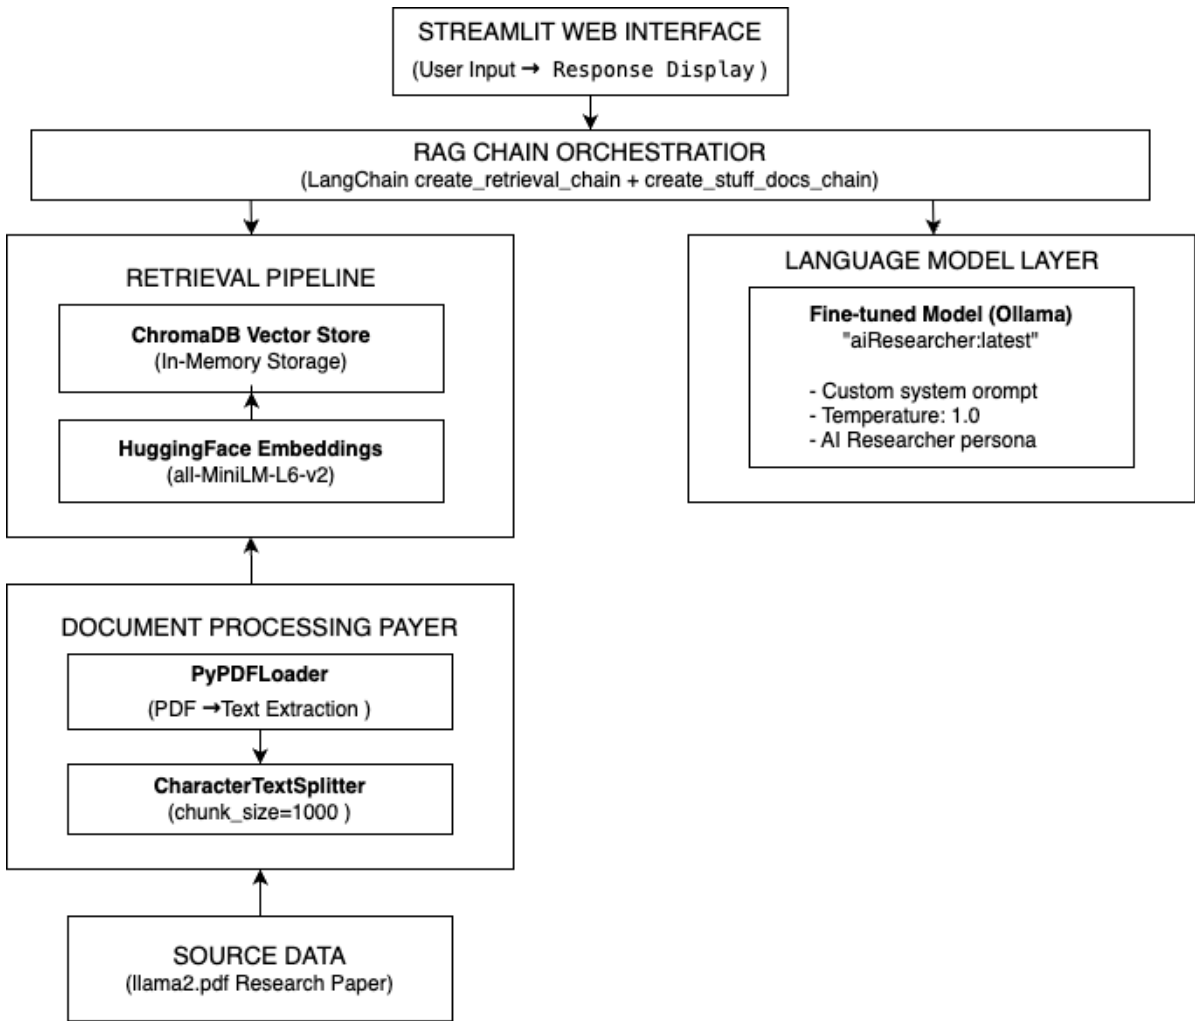 STREAMLIT WEB INTERFACE
(User Input → Response Display )
RAG CHAIN ORCHESTRATIOR
(LangChain create_retrieval_chain + create_stuff_docs_chain)
RETRIEVAL PIPELINE
ChromaDB Vector Store
(In-Memory Storage)
HuggingFace Embeddings
(all-MiniLM-L6-v2)
LANGUAGE MODEL LAYER
Fine-tuned Model (Ollama)
"aiResearcher:latest"
- Custom system orompt
- Temperature: 1.0
- AI Researcher persona
DOCUMENT PROCESSING PAYER
PyPDFLoader
(PDF →Text Extraction )
CharacterTextSplitter
(chunk_size=1000 )
SOURCE DATA
(llama2.pdf Research Paper)